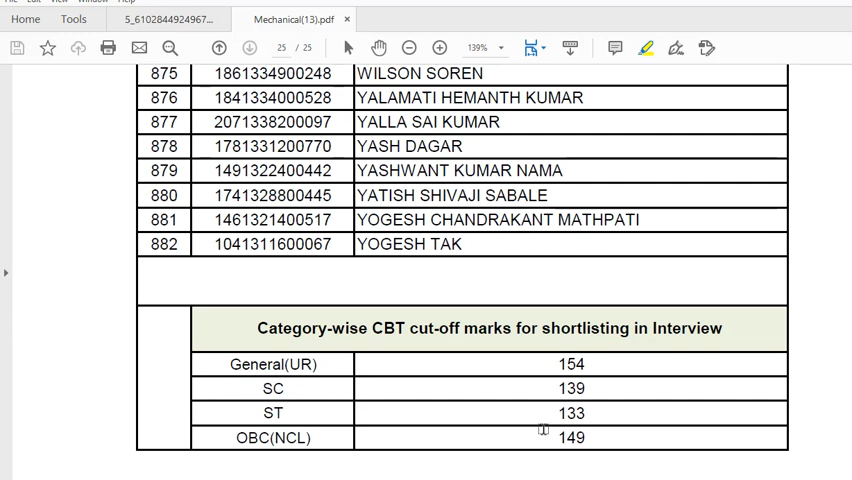 Home Tools 5_6102844924967... Mechanical(13).pdf ×
25 / 25 139%
875 1861334900248 WILSON SOREN
876 1841334000528 YALAMATI HEMANTH KUMAR
877 2071338200097 YALLA SAI KUMAR
878 1781331200770 YASH DAGAR
879 1491322400442 YASHWANT KUMAR NAMA
880 1741328800445 YATISH SHIVAJI SABALE
881 1461321400517 YOGESH CHANDRAKANT MATHPATI
882 1041311600067 YOGESH TAK
Category-wise CBT cut-off marks for shortlisting in Interview
General(UR) 154
SC 139
ST 133
OBC(NCL) 149